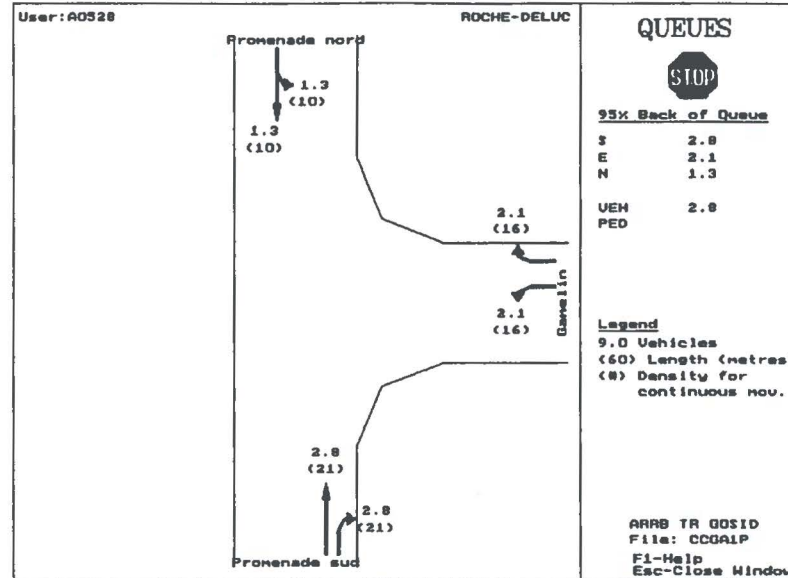 User:A0528
ROCHE-DELUC
Promenade nord
1.3
(10)
1.3
(10)
2.1
(16)
Gamelin
2.1
(16)
2.8
(21)
2.8
(21)
Promenade sud
QUEUES
STOP
95% Back of Queue
S 2.8
E 2.1
N 1.3
VEH 2.8
PED
Legend
9.0 Vehicles
(60) Length (metres
(#) Density for
continuous mov.
ARRB TR GOSID
File: CCGA1P
F1-Help
Esc-Close Window